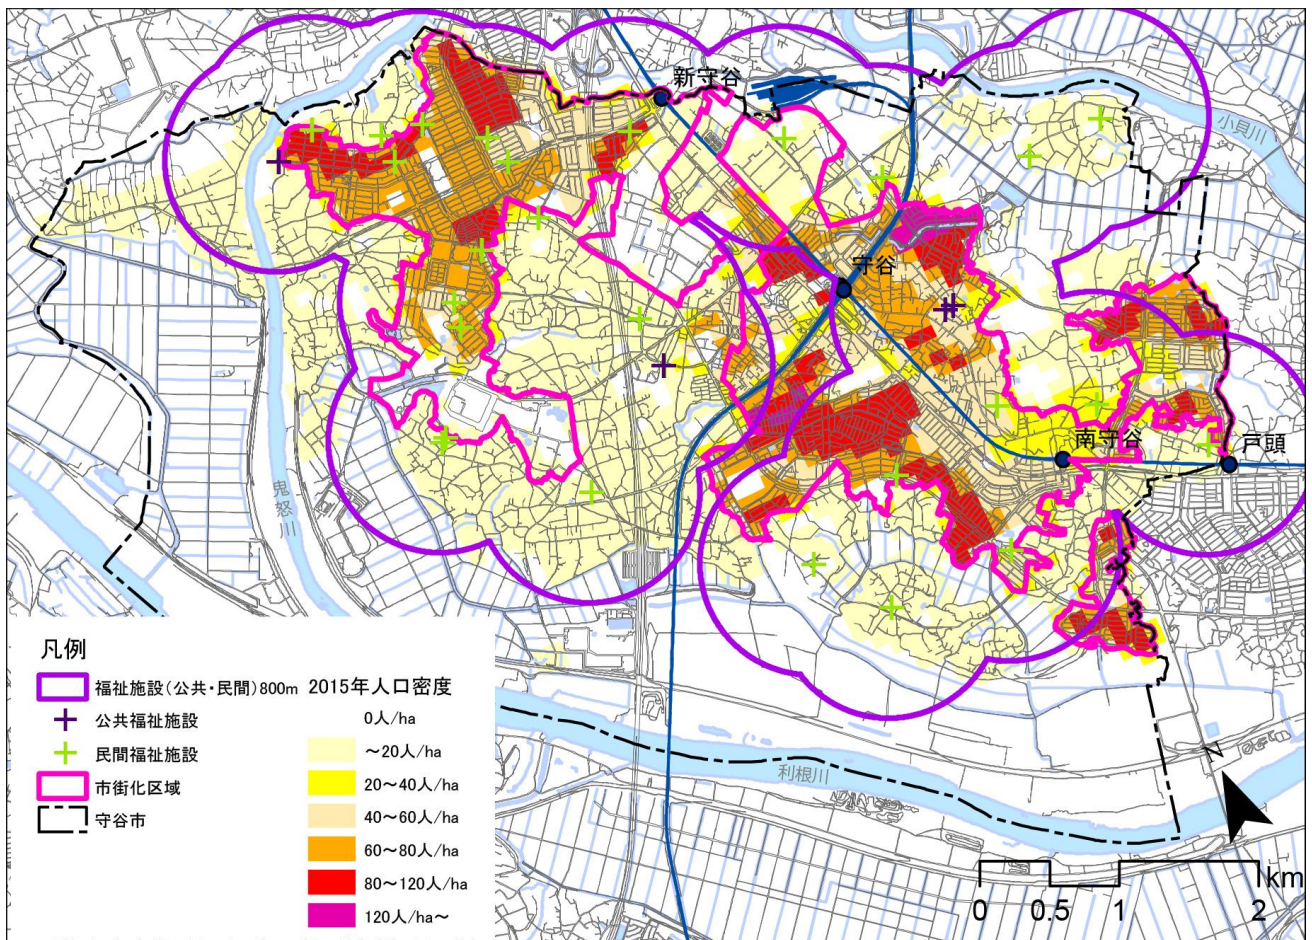 新守谷
小貝川
守谷
南守谷
戸頭
鬼怒川
利根川
N
凡例
福祉施設(公共・民間)800m
公共福祉施設
民間福祉施設
市街化区域
守谷市
2015年人口密度
0人/ha
～20人/ha
20～40人/ha
40～60人/ha
60～80人/ha
80～120人/ha
120人/ha～
km
0 0.5 1 2